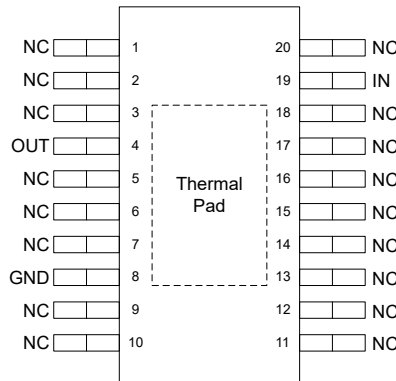 NC 1 20 NC
NC 2 19 IN
NC 3 18 NC
OUT 4 17 NC
NC 5 16 NC
Thermal
Pad
NC 6 15 NC
NC 7 14 NC
GND 8 13 NC
NC 9 12 NC
NC 10 11 NC